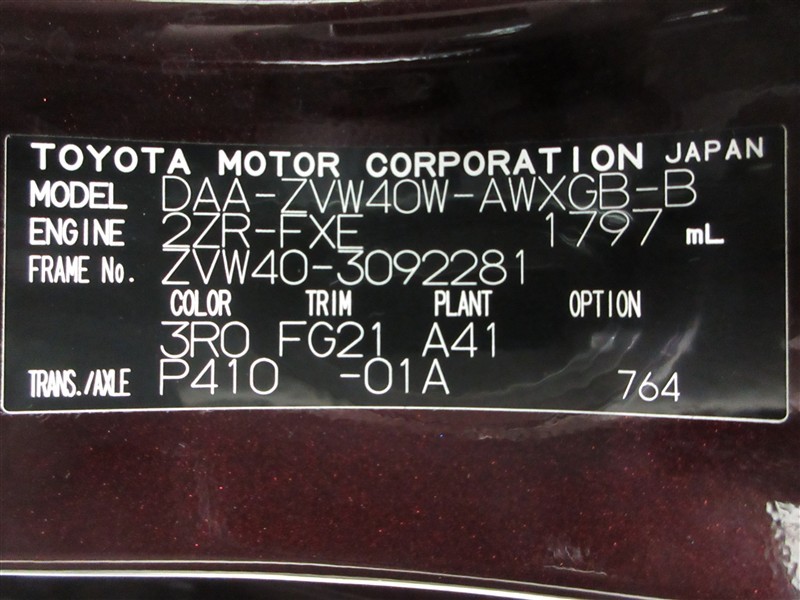 TOYOTA MOTOR CORPORATION JAPAN
MODEL DAA-ZVW40W-AWXGB-B
ENGINE 2ZR-FXE 1797 mL
FRAME No. ZVW40-3092281
COLOR TRIM PLANT OPTION
3R0 FG21 A41
TRANS./AXLE P410 -01A 764